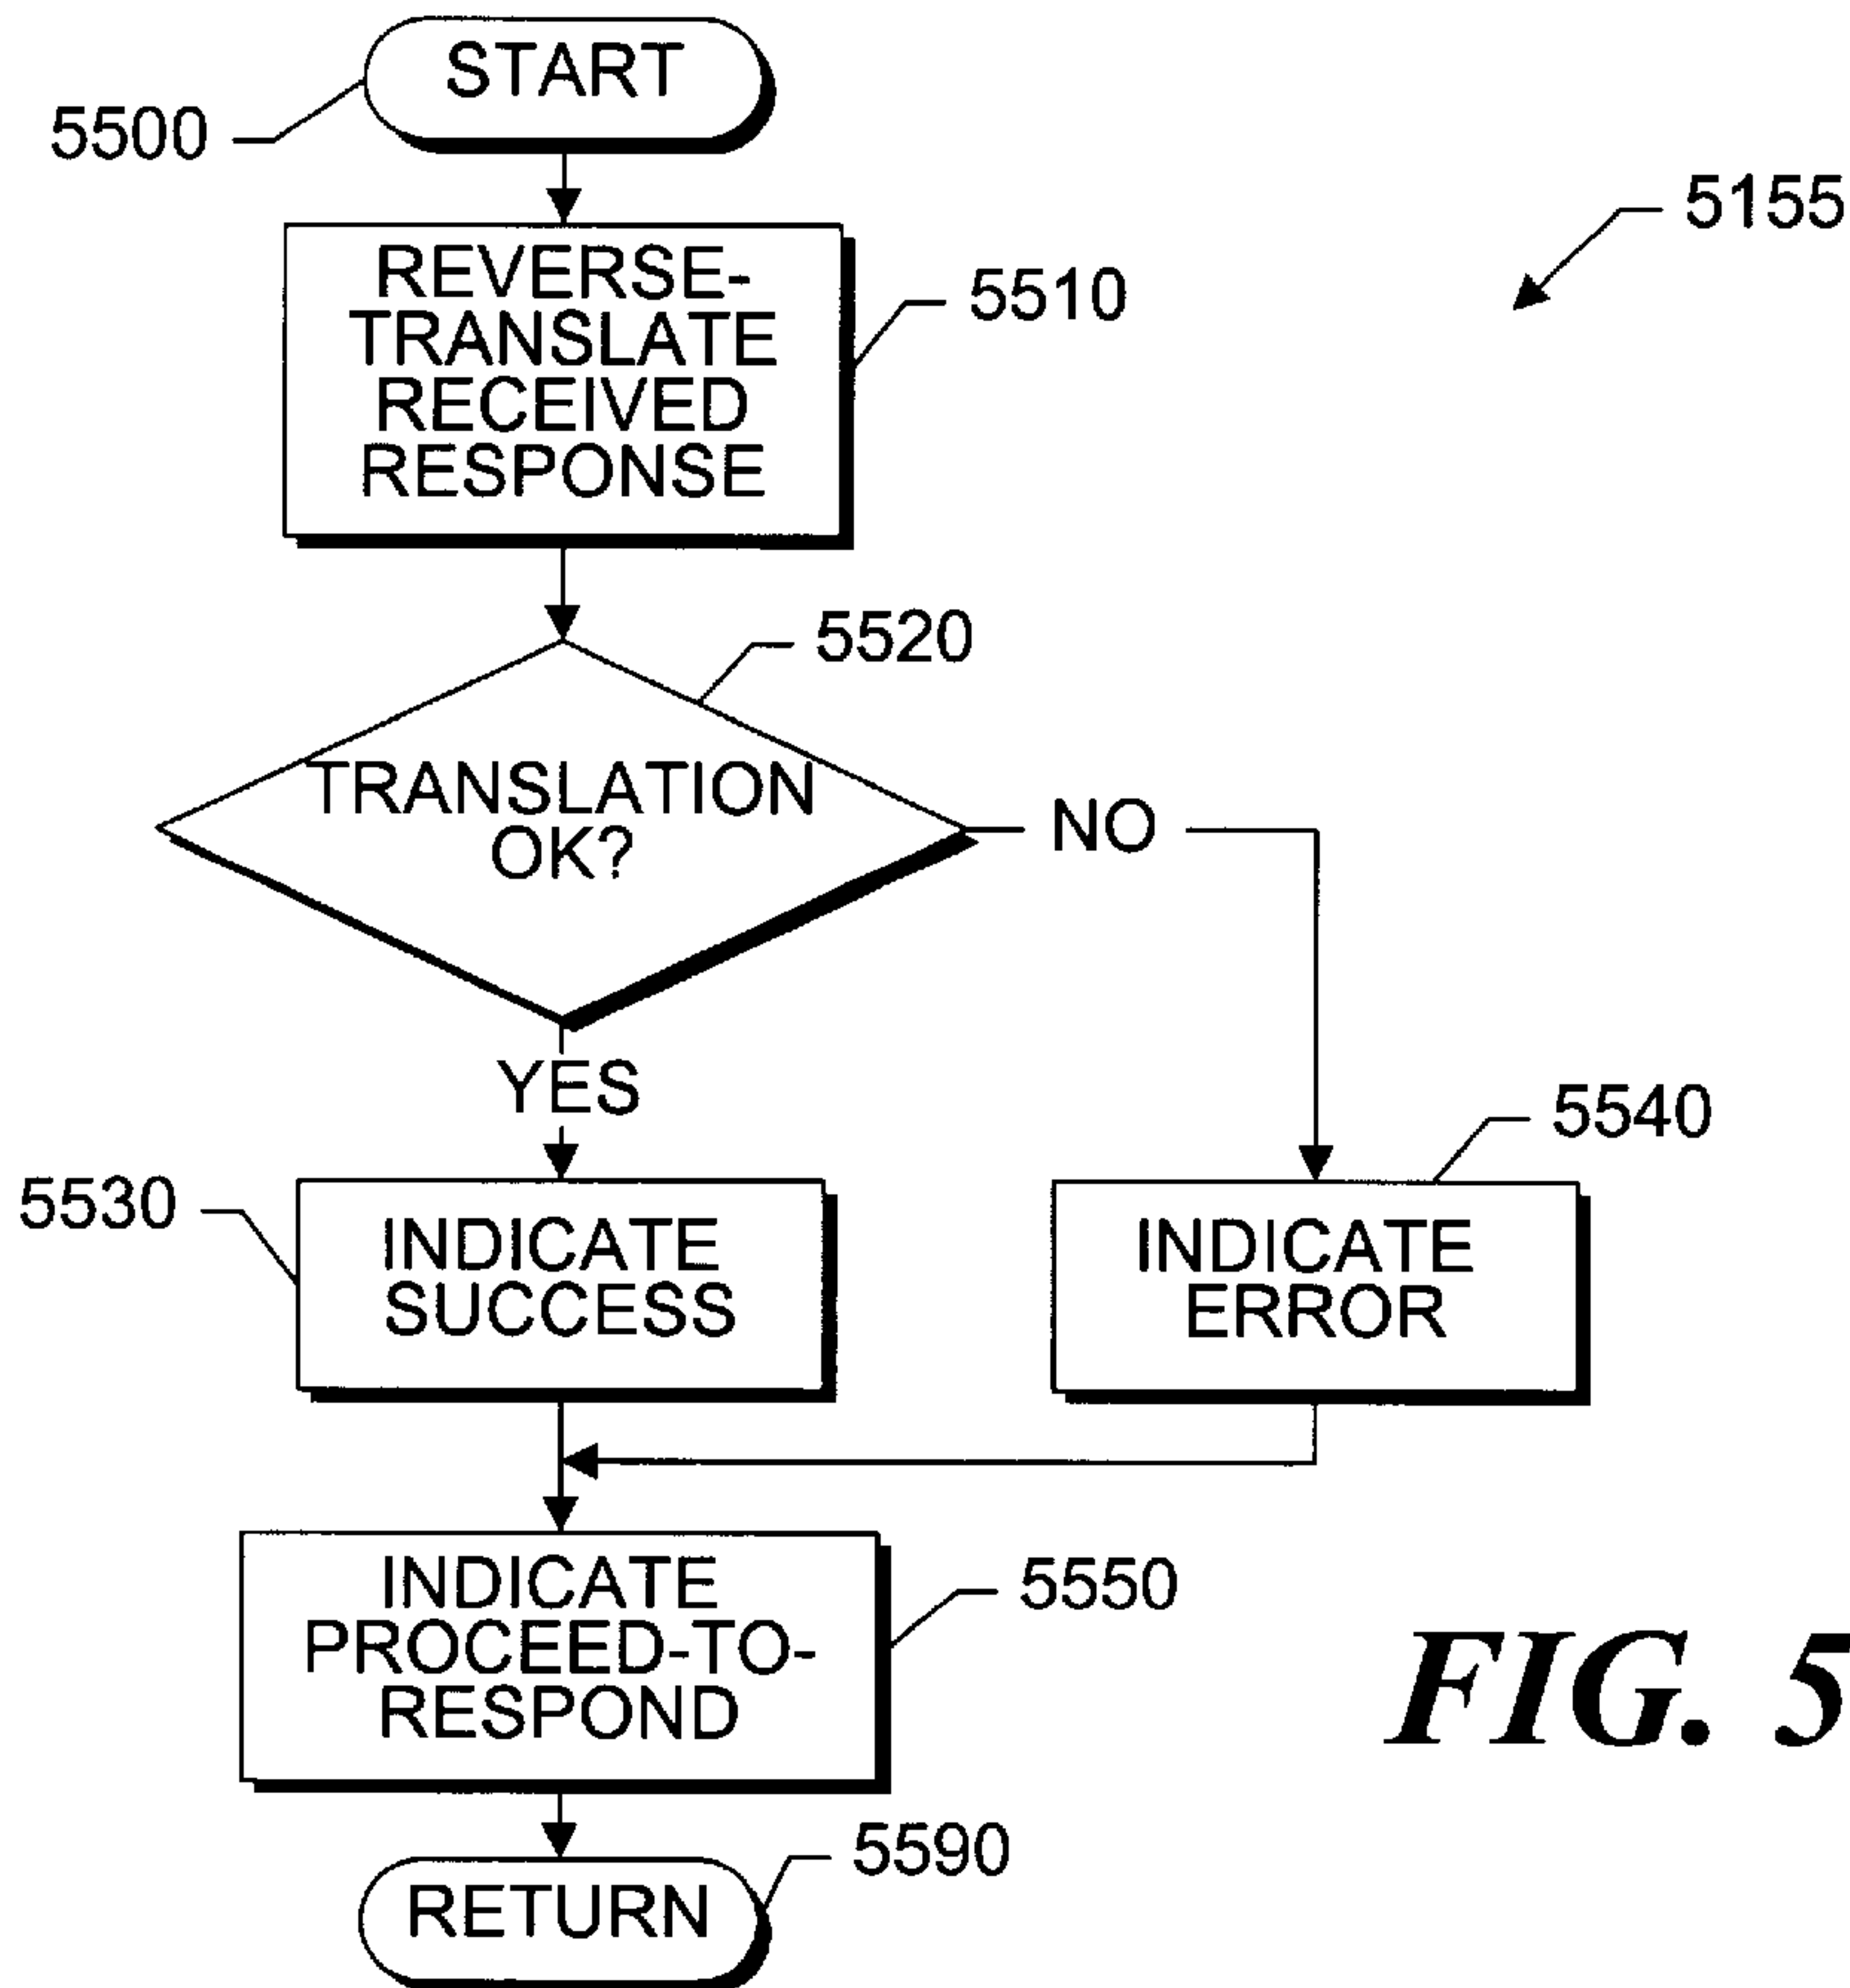 START
5500
5155
REVERSE-
TRANSLATE
RECEIVED
RESPONSE
5510
5520
TRANSLATION
OK?
NO
YES
5540
5530
INDICATE
SUCCESS
INDICATE
ERROR
INDICATE
PROCEED-TO-
RESPOND
5550
FIG. 5
5590
RETURN